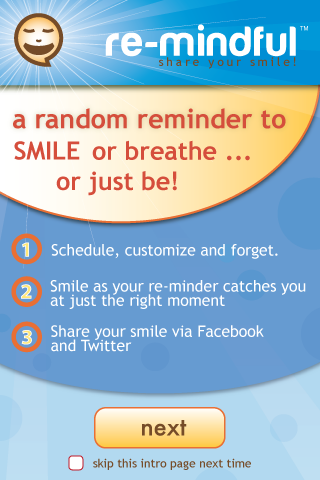 re-mindful™
share your smile!
a random reminder to
SMILE or breathe ...
or just be!
1 Schedule, customize and forget.
2 Smile as your re-minder catches you
at just the right moment
3 Share your smile via Facebook
and Twitter
next
skip this intro page next time